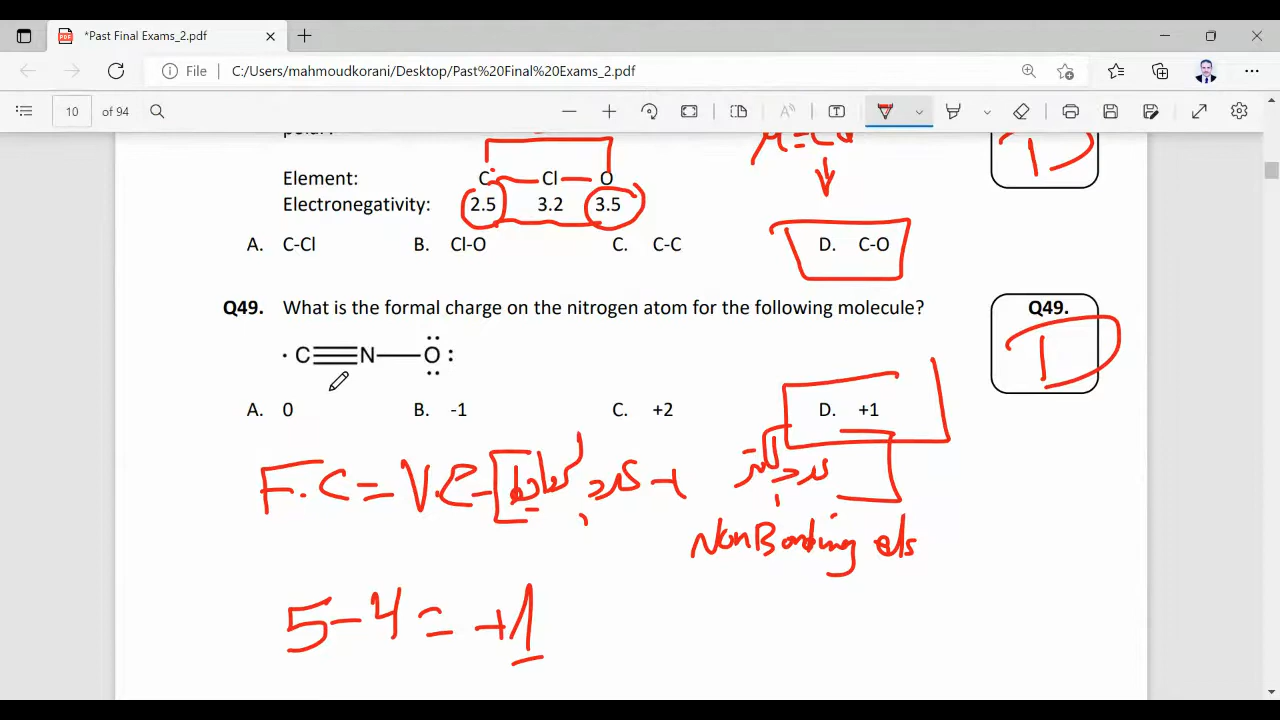 *Past Final Exams_2.pdf
File C:/Users/mahmoudkorani/Desktop/Past%20Final%20Exams_2.pdf
10 of 94
Element: C Cl O
Electronegativity: 2.5 3.2 3.5
D
A. C-Cl B. Cl-O C. C-C D. C-O
Q49. What is the formal charge on the nitrogen atom for the following molecule? Q49.
· C≡N—O
D
A. 0 B. -1 C. +2 D. +1
F.C = V.e - [
Non Bonding els
5-4 = +1